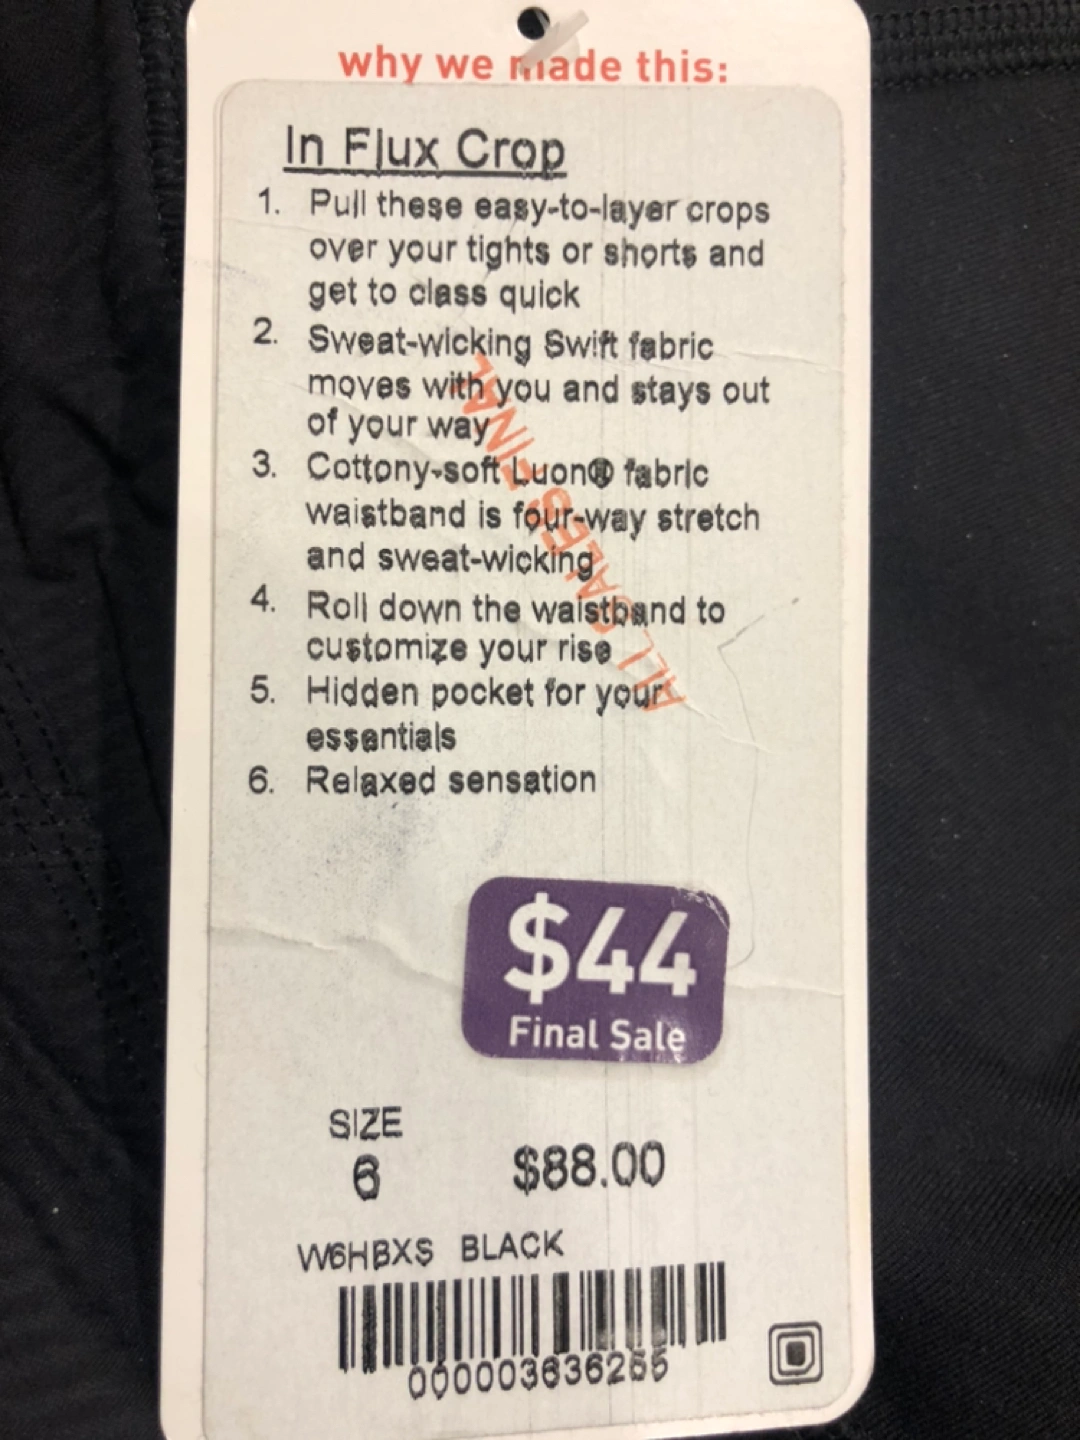 why we made this:
In Flux Crop
1. Pull these easy-to-layer crops
over your tights or shorts and
get to class quick
2. Sweat-wicking Swift fabric
moves with you and stays out
of your way
3. Cottony-soft Luon® fabric
waistband is four-way stretch
and sweat-wicking
4. Roll down the waistband to
customize your rise
5. Hidden pocket for your
essentials
6. Relaxed sensation
ALL SALES FINAL
$44
Final Sale
SIZE
6 $88.00
W6HBXS BLACK
000003636255